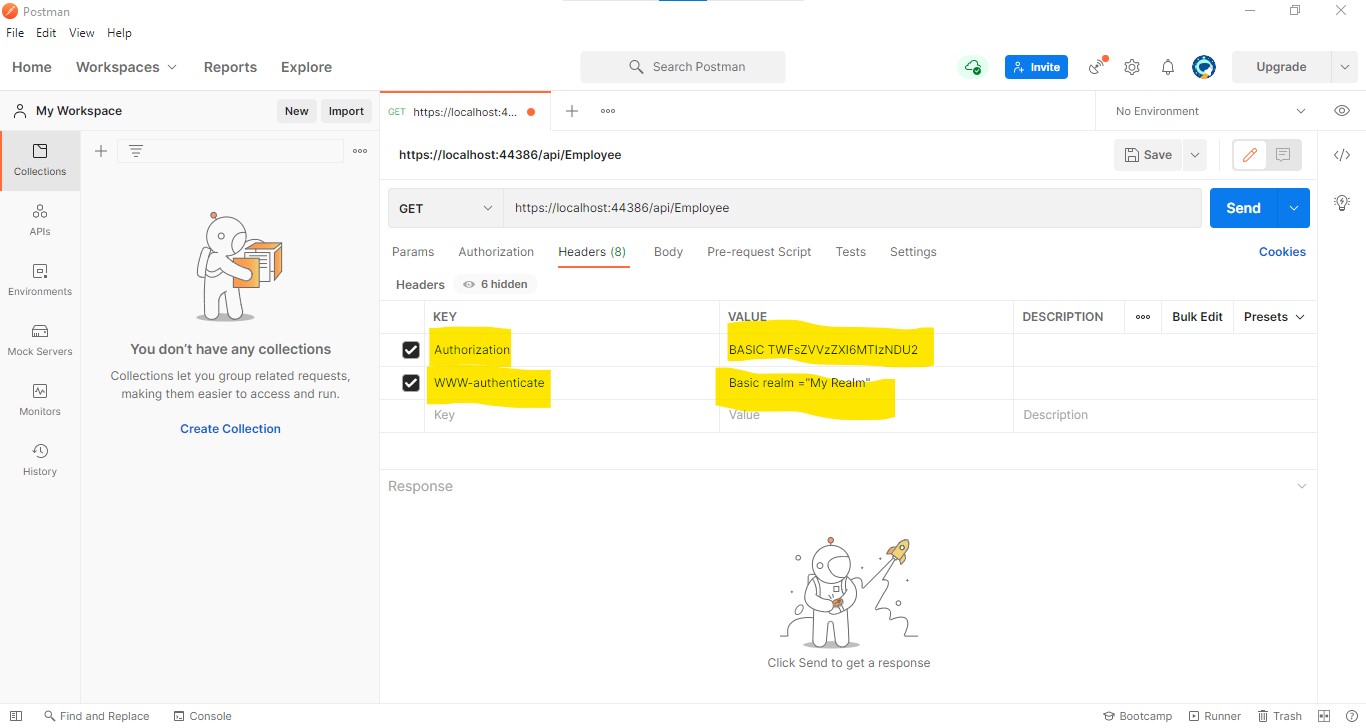 Postman
File Edit View Help
Home Workspaces Reports Explore
Search Postman
Invite
Upgrade
My Workspace
New Import
GET https://localhost:4...
No Environment
Collections
APIs
Environments
Mock Servers
Monitors
History
You don't have any collections
Collections let you group related requests,
making them easier to access and run.
Create Collection
https://localhost:44386/api/Employee
Save
GET https://localhost:44386/api/Employee
Send
Params Authorization Headers (8) Body Pre-request Script Tests Settings Cookies
Headers 6 hidden
KEY VALUE DESCRIPTION Bulk Edit Presets
Authorization BASIC TWFsZVVzZXI6MTIzNDU2
WWW-authenticate Basic realm ="My Realm"
Key Value Description
Response
Click Send to get a response
Find and Replace Console Bootcamp Runner Trash